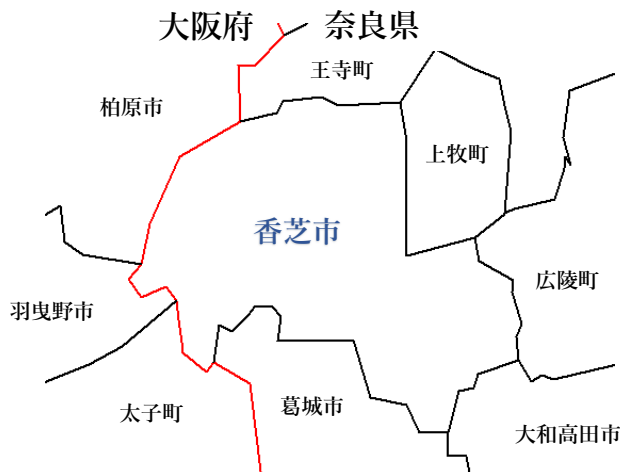 大阪府
奈良県
王寺町
柏原市
上牧町
香芝市
広陵町
羽曳野市
太子町
葛城市
大和高田市